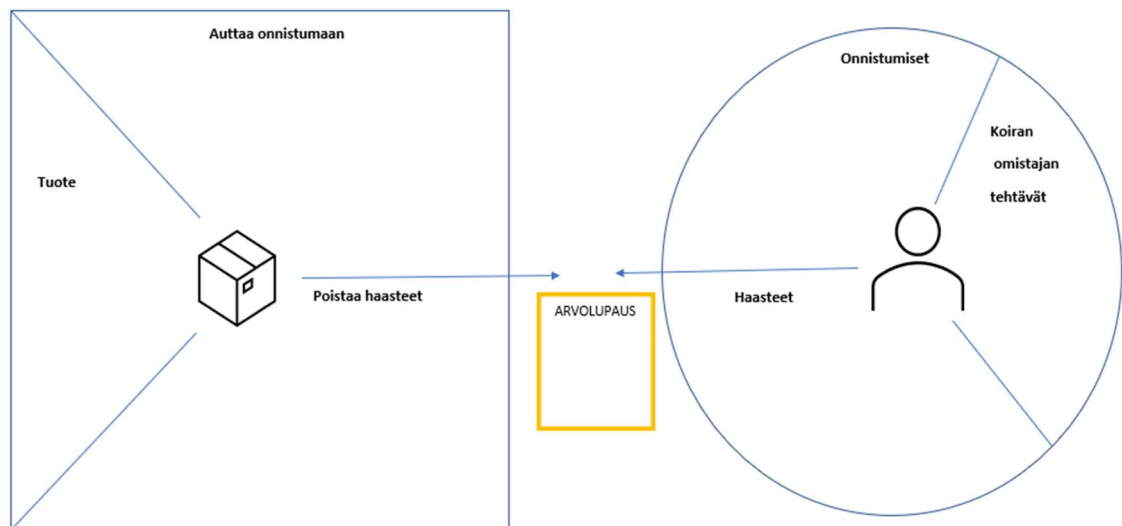 Auttaa onnistumaan
Tuote
Poistaa haasteet
ARVOLUPAUS
Onnistumiset
Koiran
omistajan
tehtävät
Haasteet